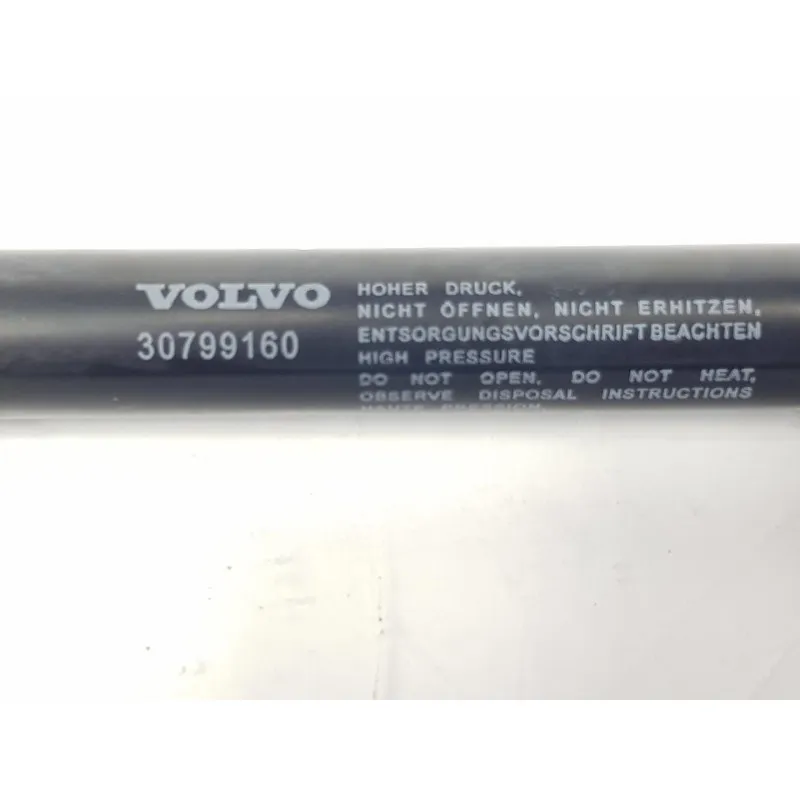 VOLVO
30799160
HOHER DRUCK,
NICHT ÖFFNEN, NICHT ERHITZEN,
ENTSORGUNGSVORSCHRIFT BEACHTEN
HIGH PRESSURE
DO NOT OPEN, DO NOT HEAT,
OBSERVE DISPOSAL INSTRUCTIONS